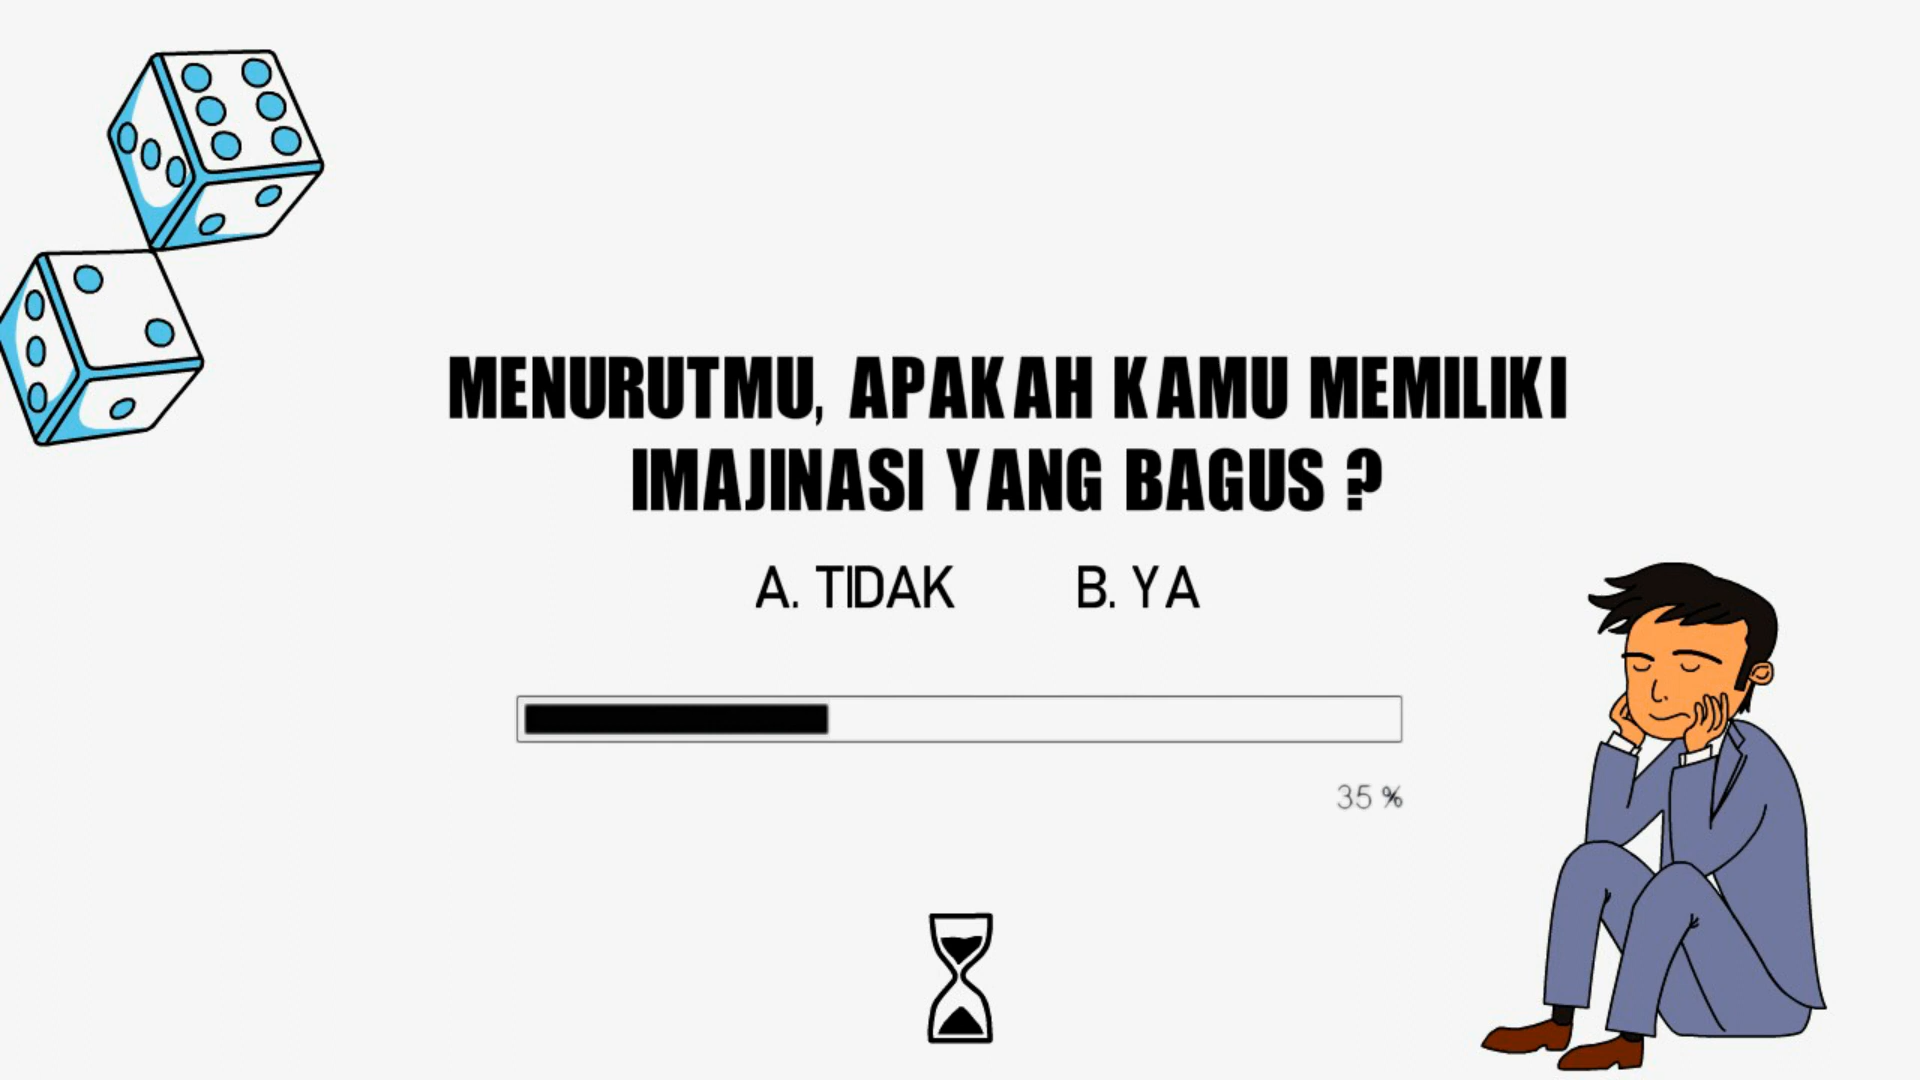 MENURUTMU, APAKAH KAMU MEMILIKI
IMAJINASI YANG BAGUS ?
A. TIDAK B. YA
35 %